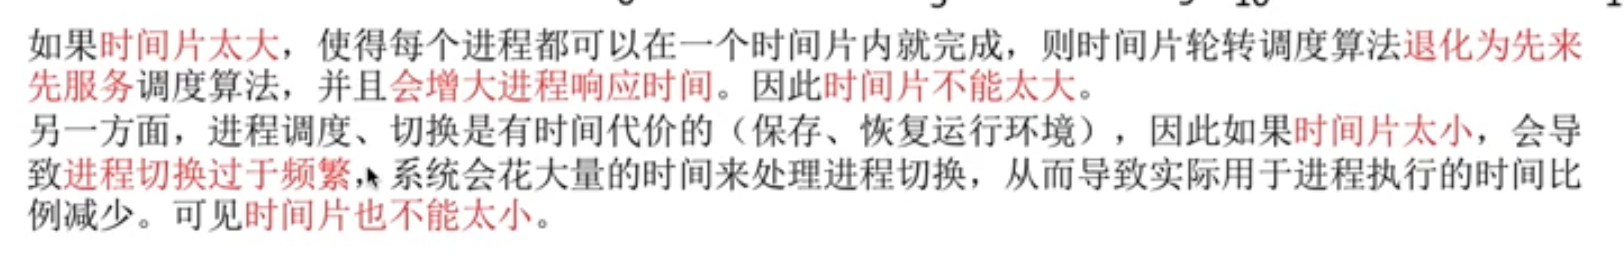 如果时间片太大，使得每个进程都可以在一个时间片内就完成，则时间片轮转调度算法退化为先来
先服务调度算法，并且会增大进程响应时间。因此时间片不能太大。
另一方面，进程调度、切换是有时间代价的（保存、恢复运行环境），因此如果时间片太小，会导
致进程切换过于频繁，系统会花大量的时间来处理进程切换，从而导致实际用于进程执行的时间比
例减少。可见时间片也不能太小。